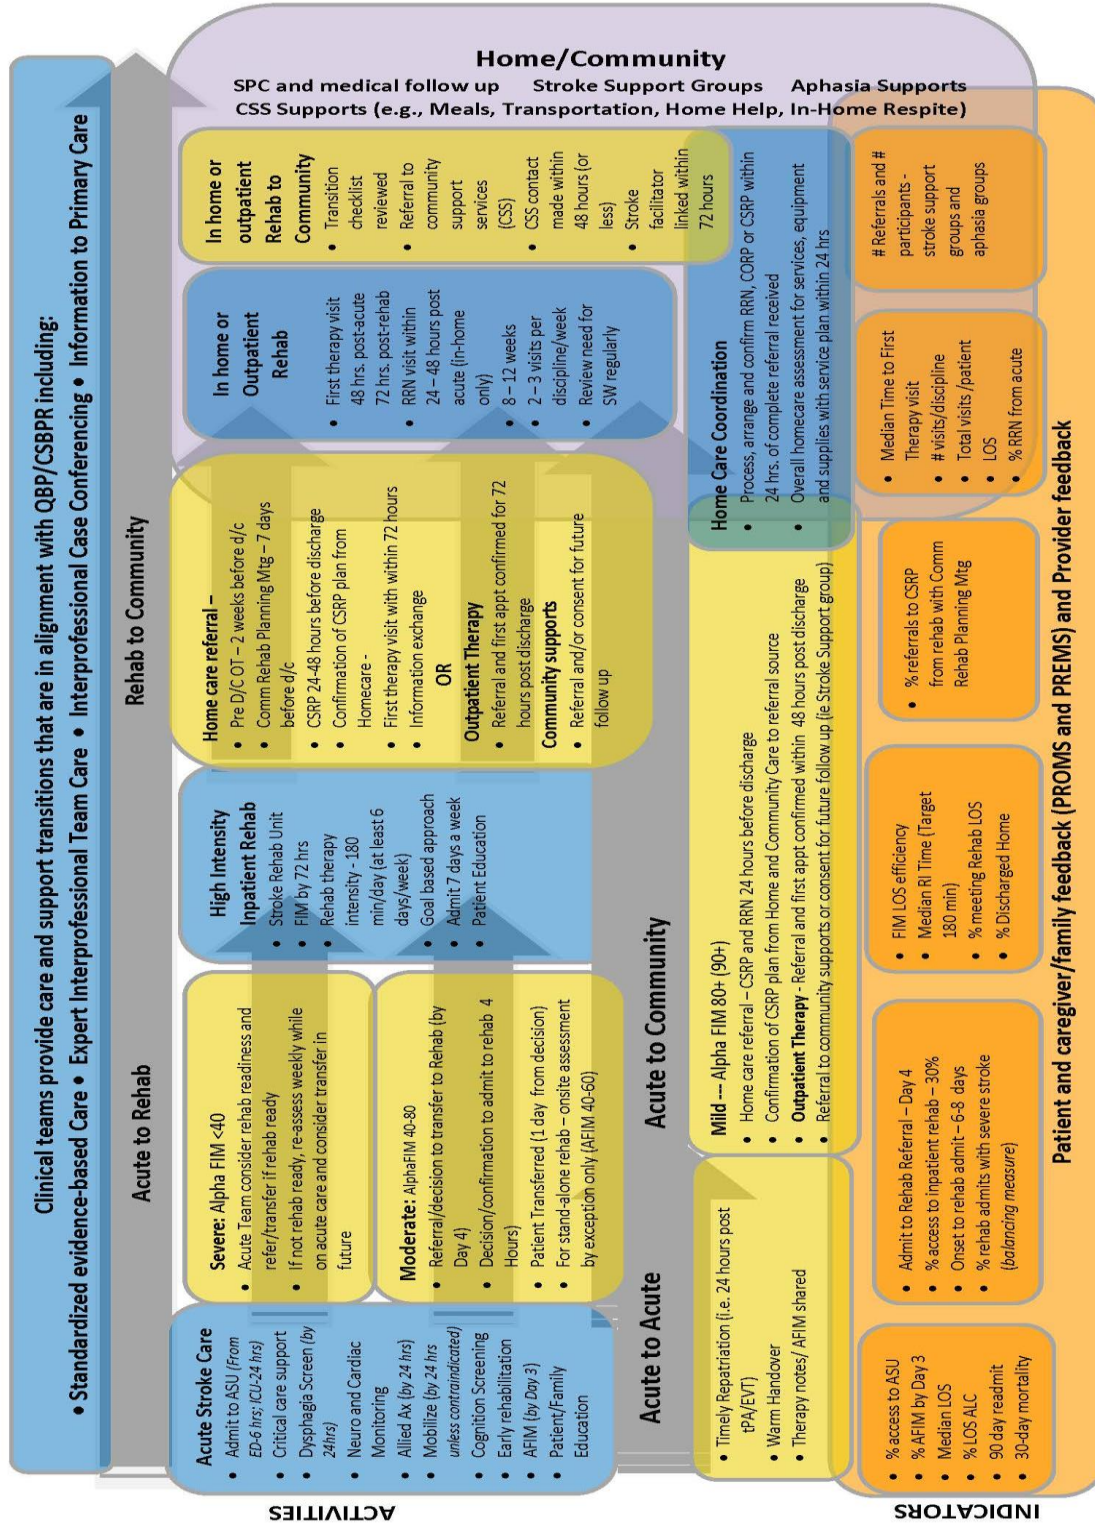 Clinical teams provide care and support transitions that are in alignment with QBP/CSBPR including:
• Standardized evidence-based Care • Expert Interprofessional Team Care • Interprofessional Case Conferencing • Information to Primary Care
Acute to Rehab
Rehab to Community
ACTIVITIES
Acute Stroke Care
• Admit to ASU (From
ED-6 hrs; ICU-24 hrs)
• Critical care support
• Dysphagia Screen (by
24hrs)
• Neuro and Cardiac
Monitoring
• Allied Ax (by 24 hrs)
• Mobilize (by 24 hrs
unless contraindicated)
• Cognition Screening
• Early rehabilitation
• AFIM (by Day 3)
• Patient/Family
Education
Severe: Alpha FIM <40
• Acute Team consider rehab readiness and
refer/transfer if rehab ready
• If not rehab ready, re-assess weekly while
on acute care and consider transfer in
future
Moderate: AlphaFIM 40-80
• Referral/decision to transfer to Rehab (by
Day 4)
• Decision/confirmation to admit to rehab 4
Hours)
• Patient Transferred (1 day from decision)
• For stand-alone rehab – onsite assessment
by exception only (AFIM 40-60)
High Intensity
Inpatient Rehab
• Stroke Rehab Unit
• FIM by 72 hrs
• Rehab therapy
intensity - 180
min/day (at least 6
days/week)
• Goal based approach
• Admit 7 days a week
• Patient Education
Home care referral –
• Pre D/C OT – 2 weeks before d/c
• Comm Rehab Planning Mtg – 7 days
before d/c
• CSRP 24-48 hours before discharge
• Confirmation of CSRP plan from
Homecare -
• First therapy visit with within 72 hours
• Information exchange
OR
Outpatient Therapy
• Referral and first appt confirmed for 72
hours post discharge
Community supports
• Referral and/or consent for future
follow up
In home or
Outpatient
Rehab
• First therapy visit
48 hrs. post-acute
72 hrs. post-rehab
• RRN visit within
24 – 48 hours post
acute (in-home
only)
• 8 – 12 weeks
• 2 – 3 visits per
discipline/week
• Review need for
SW regularly
In home or
outpatient
Rehab to
Community
• Transition
checklist
reviewed
• Referral to
community
support
services
(CSS)
• CSS contact
made within
48 hours (or
less)
• Stroke
facilitator
linked within
72 hours
Home/Community
SPC and medical follow up Stroke Support Groups Aphasia Supports
CSS Supports (e.g., Meals, Transportation, Home Help, In-Home Respite)
Acute to Acute
Acute to Community
• Timely Repatriation (i.e. 24 hours post
tPA/EVT)
• Warm Handover
• Therapy notes/ AFIM shared
Mild --- Alpha FIM 80+ (90+)
• Home care referral – CSRP and RRN 24 hours before discharge
• Confirmation of CSRP plan from Home and Community Care to referral source
• Outpatient Therapy - Referral and first appt confirmed within 48 hours post discharge
• Referral to community supports or consent for future follow up (ie Stroke Support group)
Home Care Coordination
• Process, arrange and confirm RRN, CORP or CSRP within
24 hrs. of complete referral received
• Overall homecare assessment for services, equipment
and supplies with service plan within 24 hrs
INDICATORS
• % access to ASU
• % AFIM by Day 3
• Median LOS
• % LOS ALC
• 90 day readmit
• 30-day mortality
• Admit to Rehab Referral – Day 4
• % access to inpatient rehab – 30%
• Onset to rehab admit – 6-8 days
• % rehab admits with severe stroke
(balancing measure)
• FIM LOS efficiency
• Median RI Time (Target
180 min)
• % meeting Rehab LOS
• % Discharged Home
• % referrals to CSRP
from rehab with Comm
Rehab Planning Mtg
• Median Time to First
Therapy visit
• # visits/discipline
• Total visits /patient
• LOS
• % RRN from acute
• # Referrals and #
participants -
stroke support
groups and
aphasia groups
Patient and caregiver/family feedback (PROMS and PREMS) and Provider feedback